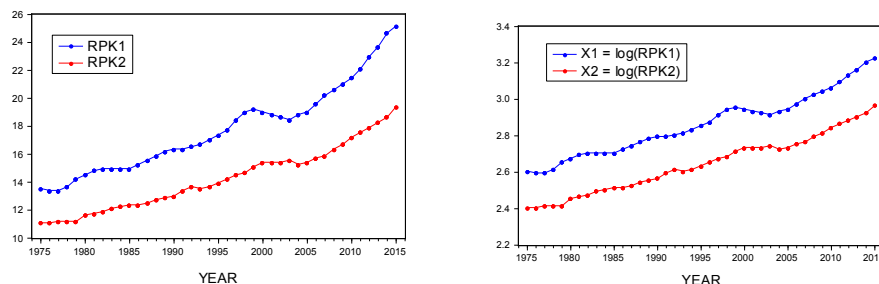 26
24
22
20
18
16
14
12
10
RPK1
RPK2
1975 1980 1985 1990 1995 2000 2005 2010 2015
YEAR
3.4
3.2
3.0
2.8
2.6
2.4
2.2
X1 = log(RPK1)
X2 = log(RPK2)
1975 1980 1985 1990 1995 2000 2005 2010 201
YEAR